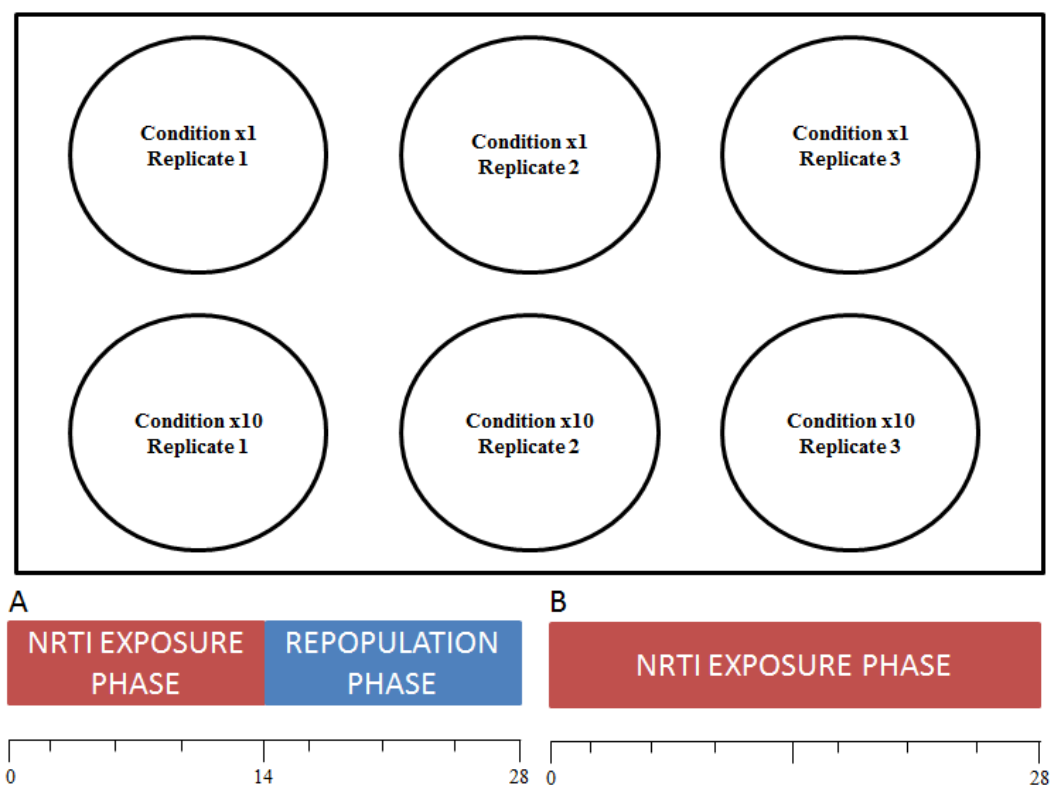 Condition x1
Replicate 1
Condition x1
Replicate 2
Condition x1
Replicate 3
Condition x10
Replicate 1
Condition x10
Replicate 2
Condition x10
Replicate 3
A
NRTI EXPOSURE
PHASE
REPOPULATION
PHASE
0
14
28
B
NRTI EXPOSURE PHASE
0
28